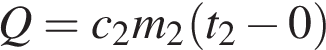 Q = c₂m₂(t₂ − 0)